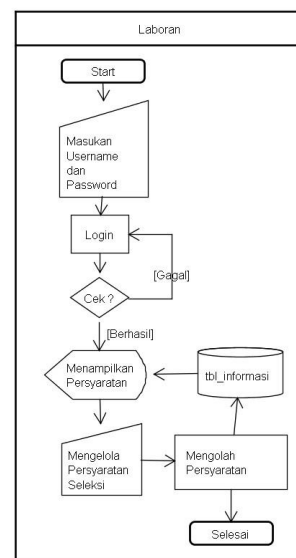 Laboran
Start
Masukan
Username
dan
Password
Login
[Gagal]
Cek ?
[Berhasil]
Menampilkan
Persyaratan
tbl_informasi
Mengelola
Persyaratan
Seleksi
Mengolah
Persyaratan
Selesai